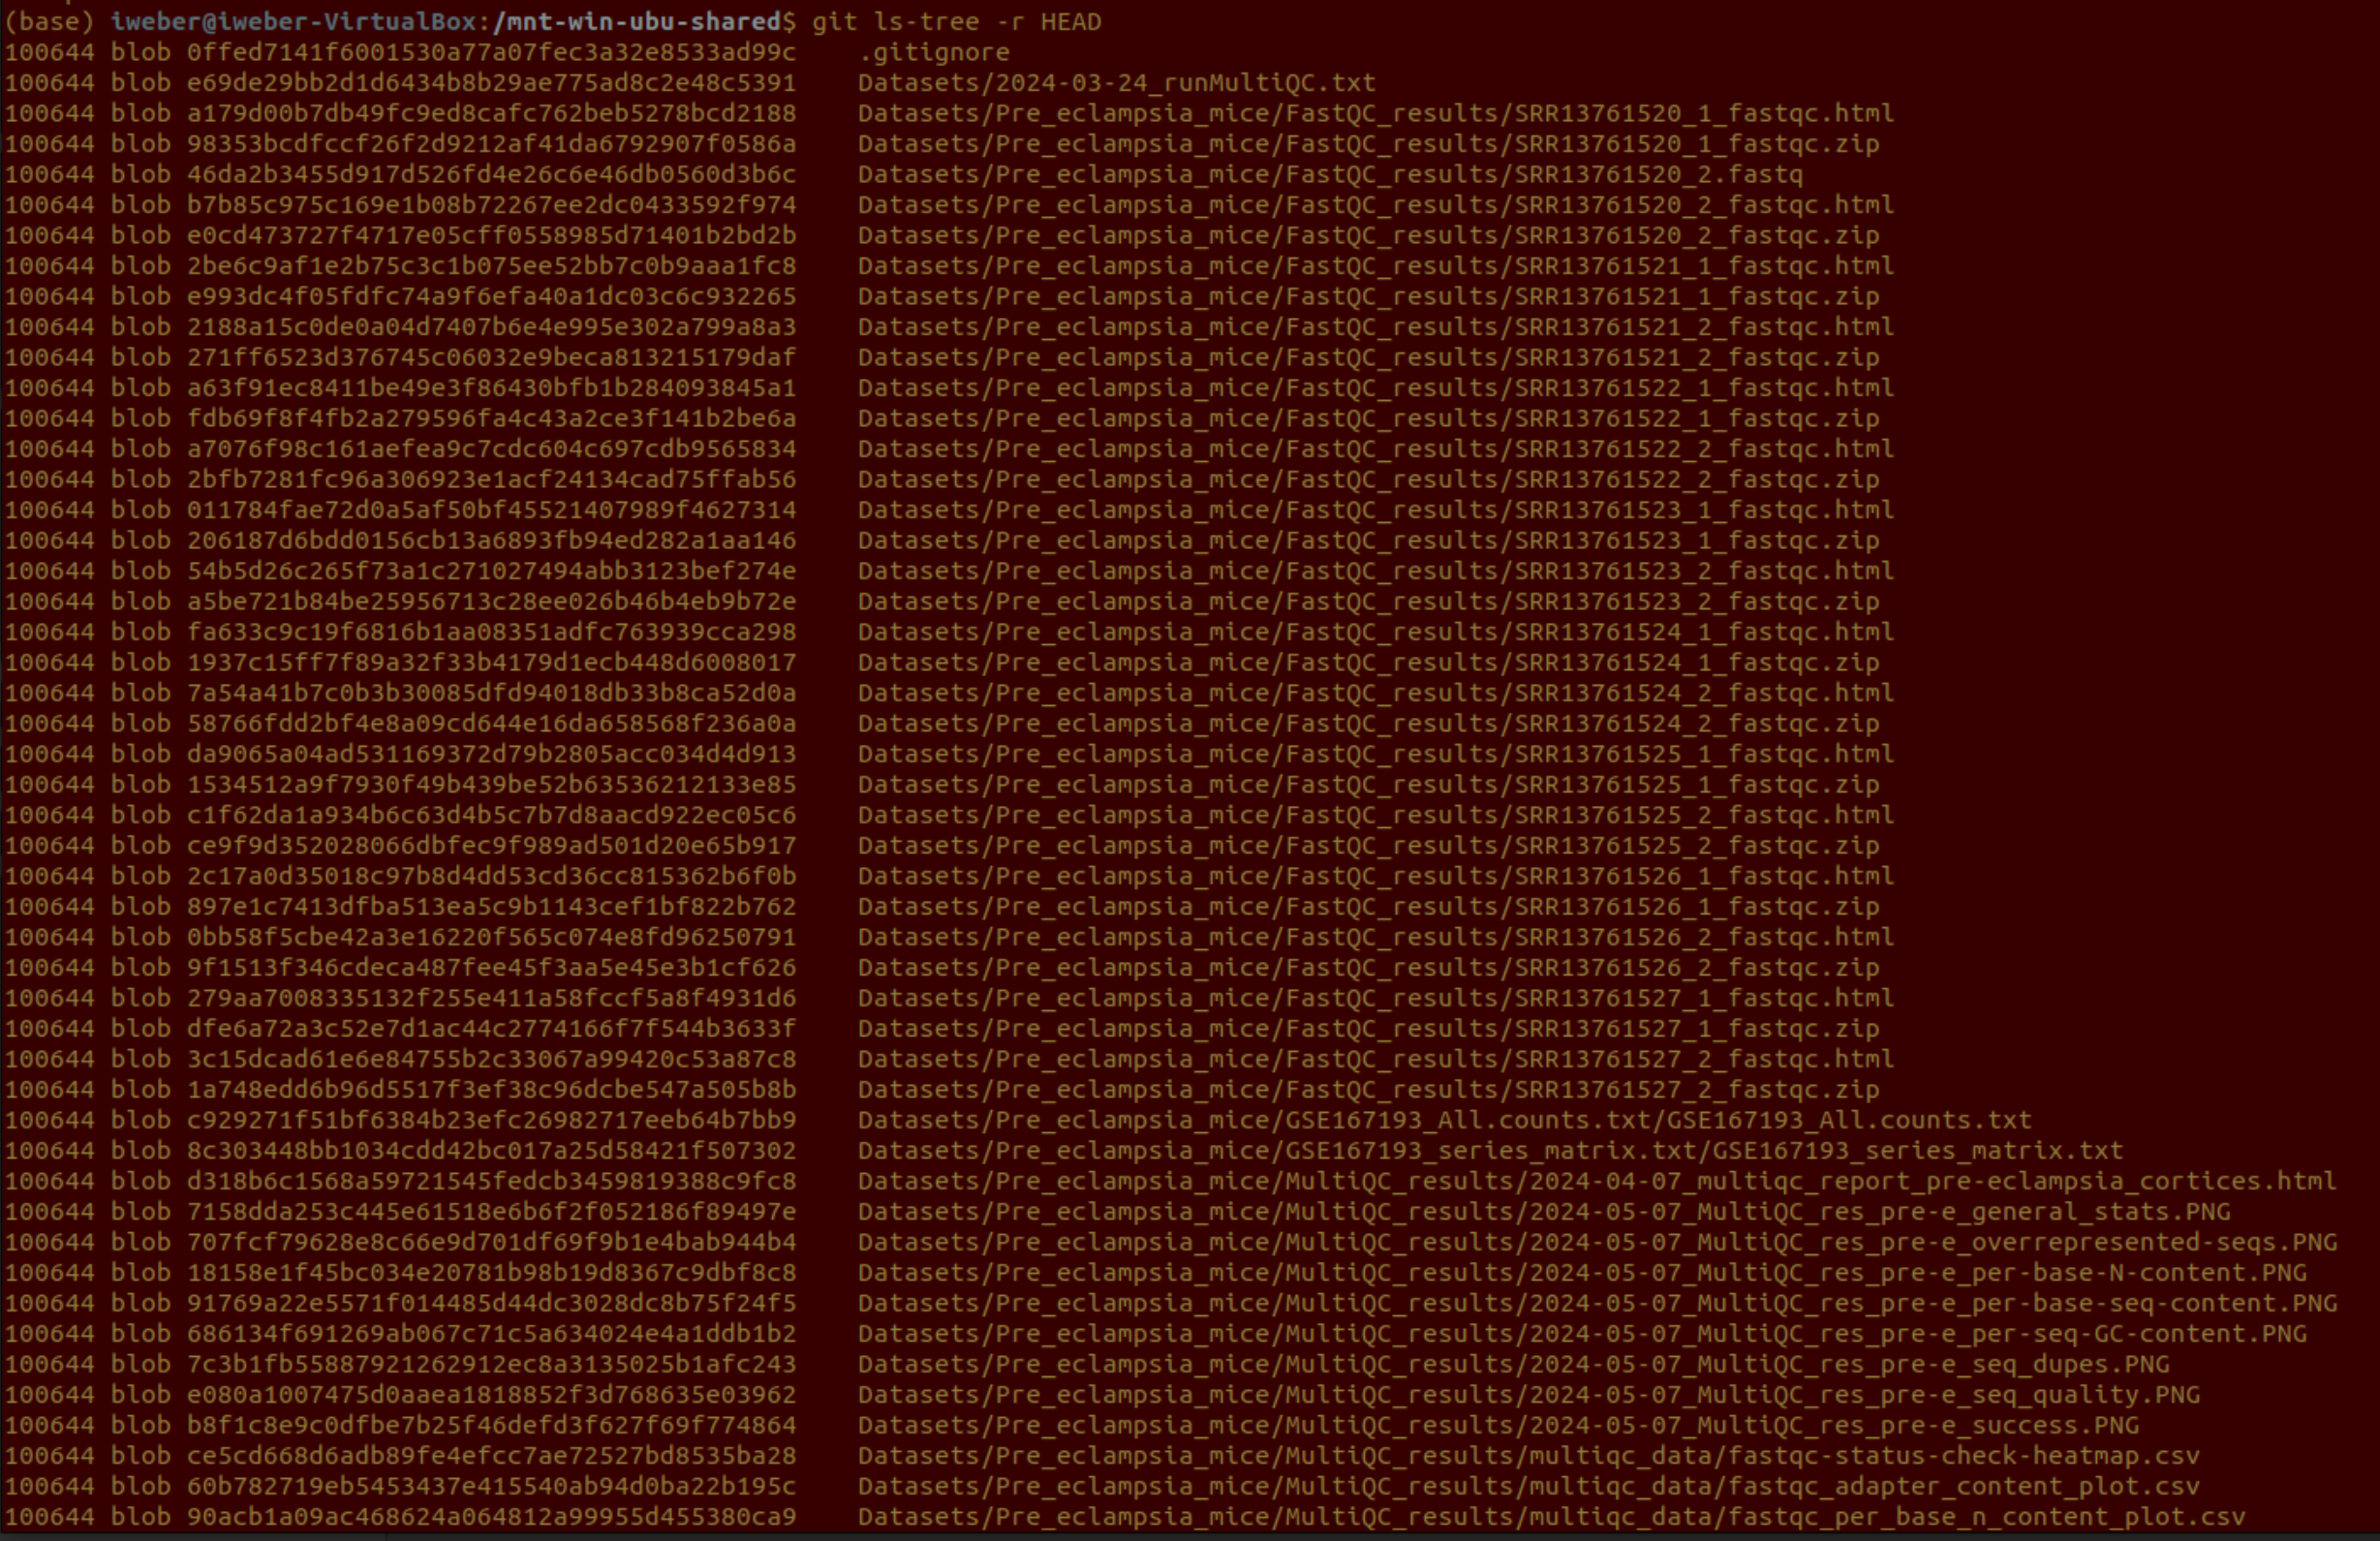 (base) iweber@iweber-VirtualBox:/mnt-win-ubu-shared$ git ls-tree -r HEAD
100644 blob 0ffed7141f6001530a77a07fec3a32e8533ad99c    .gitignore
100644 blob e69de29bb2d1d6434b8b29ae775ad8c2e48c5391    Datasets/2024-03-24_runMultiQC.txt
100644 blob a179d00b7db49fc9ed8cafc762beb5278bcd2188    Datasets/Pre_eclampsia_mice/FastQC_results/SRR13761520_1_fastqc.html
100644 blob 98353bcdfccf26f2d9212af41da6792907f0586a    Datasets/Pre_eclampsia_mice/FastQC_results/SRR13761520_1_fastqc.zip
100644 blob 46da2b3455d917d526fd4e26c6e46db0560d3b6c    Datasets/Pre_eclampsia_mice/FastQC_results/SRR13761520_2.fastq
100644 blob b7b85c975c169e1b08b72267ee2dc0433592f974    Datasets/Pre_eclampsia_mice/FastQC_results/SRR13761520_2_fastqc.html
100644 blob e0cd473727f4717e05cff0558985d71401b2bd2b    Datasets/Pre_eclampsia_mice/FastQC_results/SRR13761520_2_fastqc.zip
100644 blob 2be6c9af1e2b75c3c1b075ee52bb7c0b9aaa1fc8    Datasets/Pre_eclampsia_mice/FastQC_results/SRR13761521_1_fastqc.html
100644 blob e993dc4f05fdfc74a9f6efa40a1dc03c6c932265    Datasets/Pre_eclampsia_mice/FastQC_results/SRR13761521_1_fastqc.zip
100644 blob 2188a15c0de0a04d7407b6e4e995e302a799a8a3    Datasets/Pre_eclampsia_mice/FastQC_results/SRR13761521_2_fastqc.html
100644 blob 271ff6523d376745c06032e9beca813215179daf    Datasets/Pre_eclampsia_mice/FastQC_results/SRR13761521_2_fastqc.zip
100644 blob a63f91ec8411be49e3f86430bfb1b284093845a1    Datasets/Pre_eclampsia_mice/FastQC_results/SRR13761522_1_fastqc.html
100644 blob fdb69f8f4fb2a279596fa4c43a2ce3f141b2be6a    Datasets/Pre_eclampsia_mice/FastQC_results/SRR13761522_1_fastqc.zip
100644 blob a7076f98c161aefea9c7cdc604c697cdb9565834    Datasets/Pre_eclampsia_mice/FastQC_results/SRR13761522_2_fastqc.html
100644 blob 2bfb7281fc96a306923e1acf24134cad75ffab56    Datasets/Pre_eclampsia_mice/FastQC_results/SRR13761522_2_fastqc.zip
100644 blob 011784fae72d0a5af50bf45521407989f4627314    Datasets/Pre_eclampsia_mice/FastQC_results/SRR13761523_1_fastqc.html
100644 blob 206187d6bdd0156cb13a6893fb94ed282a1aa146    Datasets/Pre_eclampsia_mice/FastQC_results/SRR13761523_1_fastqc.zip
100644 blob 54b5d26c265f73a1c271027494abb3123bef274e    Datasets/Pre_eclampsia_mice/FastQC_results/SRR13761523_2_fastqc.html
100644 blob a5be721b84be25956713c28ee026b46b4eb9b72e    Datasets/Pre_eclampsia_mice/FastQC_results/SRR13761523_2_fastqc.zip
100644 blob fa633c9c19f6816b1aa08351adfc763939cca298    Datasets/Pre_eclampsia_mice/FastQC_results/SRR13761524_1_fastqc.html
100644 blob 1937c15ff7f89a32f33b4179d1ecb448d6008017    Datasets/Pre_eclampsia_mice/FastQC_results/SRR13761524_1_fastqc.zip
100644 blob 7a54a41b7c0b3b30085dfd94018db33b8ca52d0a    Datasets/Pre_eclampsia_mice/FastQC_results/SRR13761524_2_fastqc.html
100644 blob 58766fdd2bf4e8a09cd644e16da658568f236a0a    Datasets/Pre_eclampsia_mice/FastQC_results/SRR13761524_2_fastqc.zip
100644 blob da9065a04ad531169372d79b2805acc034d4d913    Datasets/Pre_eclampsia_mice/FastQC_results/SRR13761525_1_fastqc.html
100644 blob 1534512a9f7930f49b439be52b63536212133e85    Datasets/Pre_eclampsia_mice/FastQC_results/SRR13761525_1_fastqc.zip
100644 blob c1f62da1a934b6c63d4b5c7b7d8aacd922ec05c6    Datasets/Pre_eclampsia_mice/FastQC_results/SRR13761525_2_fastqc.html
100644 blob ce9f9d352028066dbfec9f989ad501d20e65b917    Datasets/Pre_eclampsia_mice/FastQC_results/SRR13761525_2_fastqc.zip
100644 blob 2c17a0d35018c97b8d4dd53cd36cc815362b6f0b    Datasets/Pre_eclampsia_mice/FastQC_results/SRR13761526_1_fastqc.html
100644 blob 897e1c7413dfba513ea5c9b1143cef1bf822b762    Datasets/Pre_eclampsia_mice/FastQC_results/SRR13761526_1_fastqc.zip
100644 blob 0bb58f5cbe42a3e16220f565c074e8fd96250791    Datasets/Pre_eclampsia_mice/FastQC_results/SRR13761526_2_fastqc.html
100644 blob 9f1513f346cdeca487fee45f3aa5e45e3b1cf626    Datasets/Pre_eclampsia_mice/FastQC_results/SRR13761526_2_fastqc.zip
100644 blob 279aa7008335132f255e411a58fccf5a8f4931d6    Datasets/Pre_eclampsia_mice/FastQC_results/SRR13761527_1_fastqc.html
100644 blob dfe6a72a3c52e7d1ac44c2774166f7f544b3633f    Datasets/Pre_eclampsia_mice/FastQC_results/SRR13761527_1_fastqc.zip
100644 blob 3c15dcad61e6e84755b2c33067a99420c53a87c8    Datasets/Pre_eclampsia_mice/FastQC_results/SRR13761527_2_fastqc.html
100644 blob 1a748edd6b96d5517f3ef38c96dcbe547a505b8b    Datasets/Pre_eclampsia_mice/FastQC_results/SRR13761527_2_fastqc.zip
100644 blob c929271f51bf6384b23efc26982717eeb64b7bb9    Datasets/Pre_eclampsia_mice/GSE167193_All.counts.txt/GSE167193_All.counts.txt
100644 blob 8c303448bb1034cdd42bc017a25d58421f507302    Datasets/Pre_eclampsia_mice/GSE167193_series_matrix.txt/GSE167193_series_matrix.txt
100644 blob d318b6c1568a59721545fedcb3459819388c9fc8    Datasets/Pre_eclampsia_mice/MultiQC_results/2024-04-07_multiqc_report_pre-eclampsia_cortices.html
100644 blob 7158dda253c445e61518e6b6f2f052186f89497e    Datasets/Pre_eclampsia_mice/MultiQC_results/2024-05-07_MultiQC_res_pre-e_general_stats.PNG
100644 blob 707fcf79628e8c66e9d701df69f9b1e4bab944b4    Datasets/Pre_eclampsia_mice/MultiQC_results/2024-05-07_MultiQC_res_pre-e_overrepresented-seqs.PNG
100644 blob 18158e1f45bc034e20781b98b19d8367c9dbf8c8    Datasets/Pre_eclampsia_mice/MultiQC_results/2024-05-07_MultiQC_res_pre-e_per-base-N-content.PNG
100644 blob 91769a22e5571f014485d44dc3028dc8b75f24f5    Datasets/Pre_eclampsia_mice/MultiQC_results/2024-05-07_MultiQC_res_pre-e_per-base-seq-content.PNG
100644 blob 686134f691269ab067c71c5a634024e4a1ddb1b2    Datasets/Pre_eclampsia_mice/MultiQC_results/2024-05-07_MultiQC_res_pre-e_per-seq-GC-content.PNG
100644 blob 7c3b1fb55887921262912ec8a3135025b1afc243    Datasets/Pre_eclampsia_mice/MultiQC_results/2024-05-07_MultiQC_res_pre-e_seq_dupes.PNG
100644 blob e080a1007475d0aaea1818852f3d768635e03962    Datasets/Pre_eclampsia_mice/MultiQC_results/2024-05-07_MultiQC_res_pre-e_seq_quality.PNG
100644 blob b8f1c8e9c0dfbe7b25f46defd3f627f69f774864    Datasets/Pre_eclampsia_mice/MultiQC_results/2024-05-07_MultiQC_res_pre-e_success.PNG
100644 blob ce5cd668d6adb89fe4efcc7ae72527bd8535ba28    Datasets/Pre_eclampsia_mice/MultiQC_results/multiqc_data/fastqc-status-check-heatmap.csv
100644 blob 60b782719eb5453437e415540ab94d0ba22b195c    Datasets/Pre_eclampsia_mice/MultiQC_results/multiqc_data/fastqc_adapter_content_plot.csv
100644 blob 90acb1a09ac468624a064812a99955d455380ca9    Datasets/Pre_eclampsia_mice/MultiQC_results/multiqc_data/fastqc_per_base_n_content_plot.csv